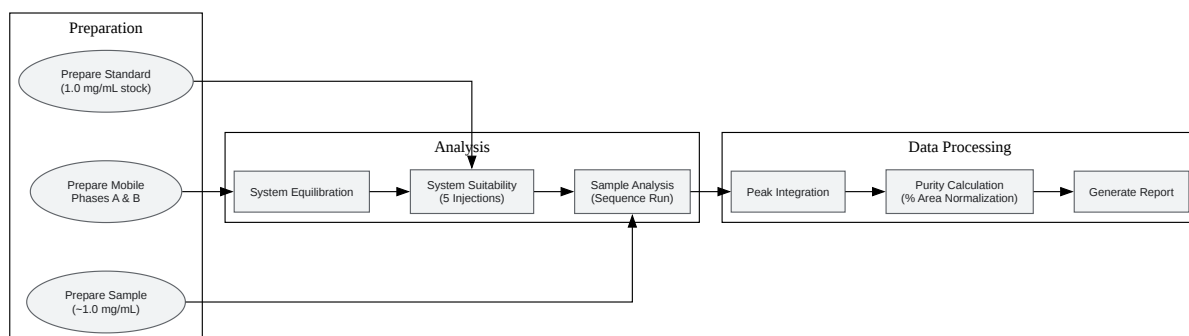 Preparation
Prepare Standard
(1.0 mg/mL stock)
Prepare Mobile
Phases A & B
Prepare Sample
(~1.0 mg/mL)
Analysis
System Equilibration
System Suitability
(5 Injections)
Sample Analysis
(Sequence Run)
Data Processing
Peak Integration
Purity Calculation
(% Area Normalization)
Generate Report